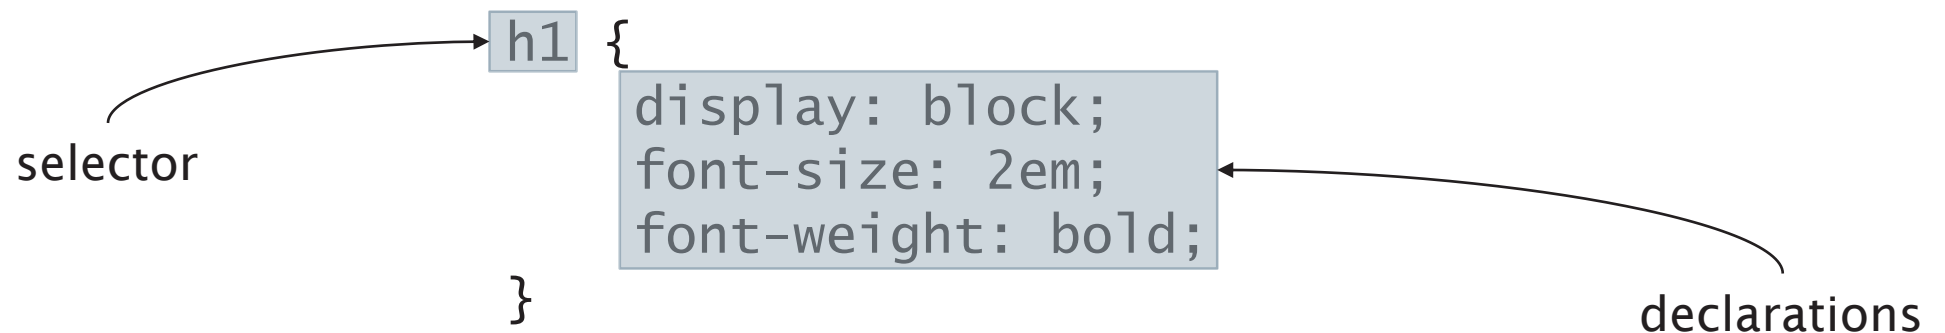 h1 {
display: block;
font-size: 2em;
font-weight: bold;
}
selector
declarations